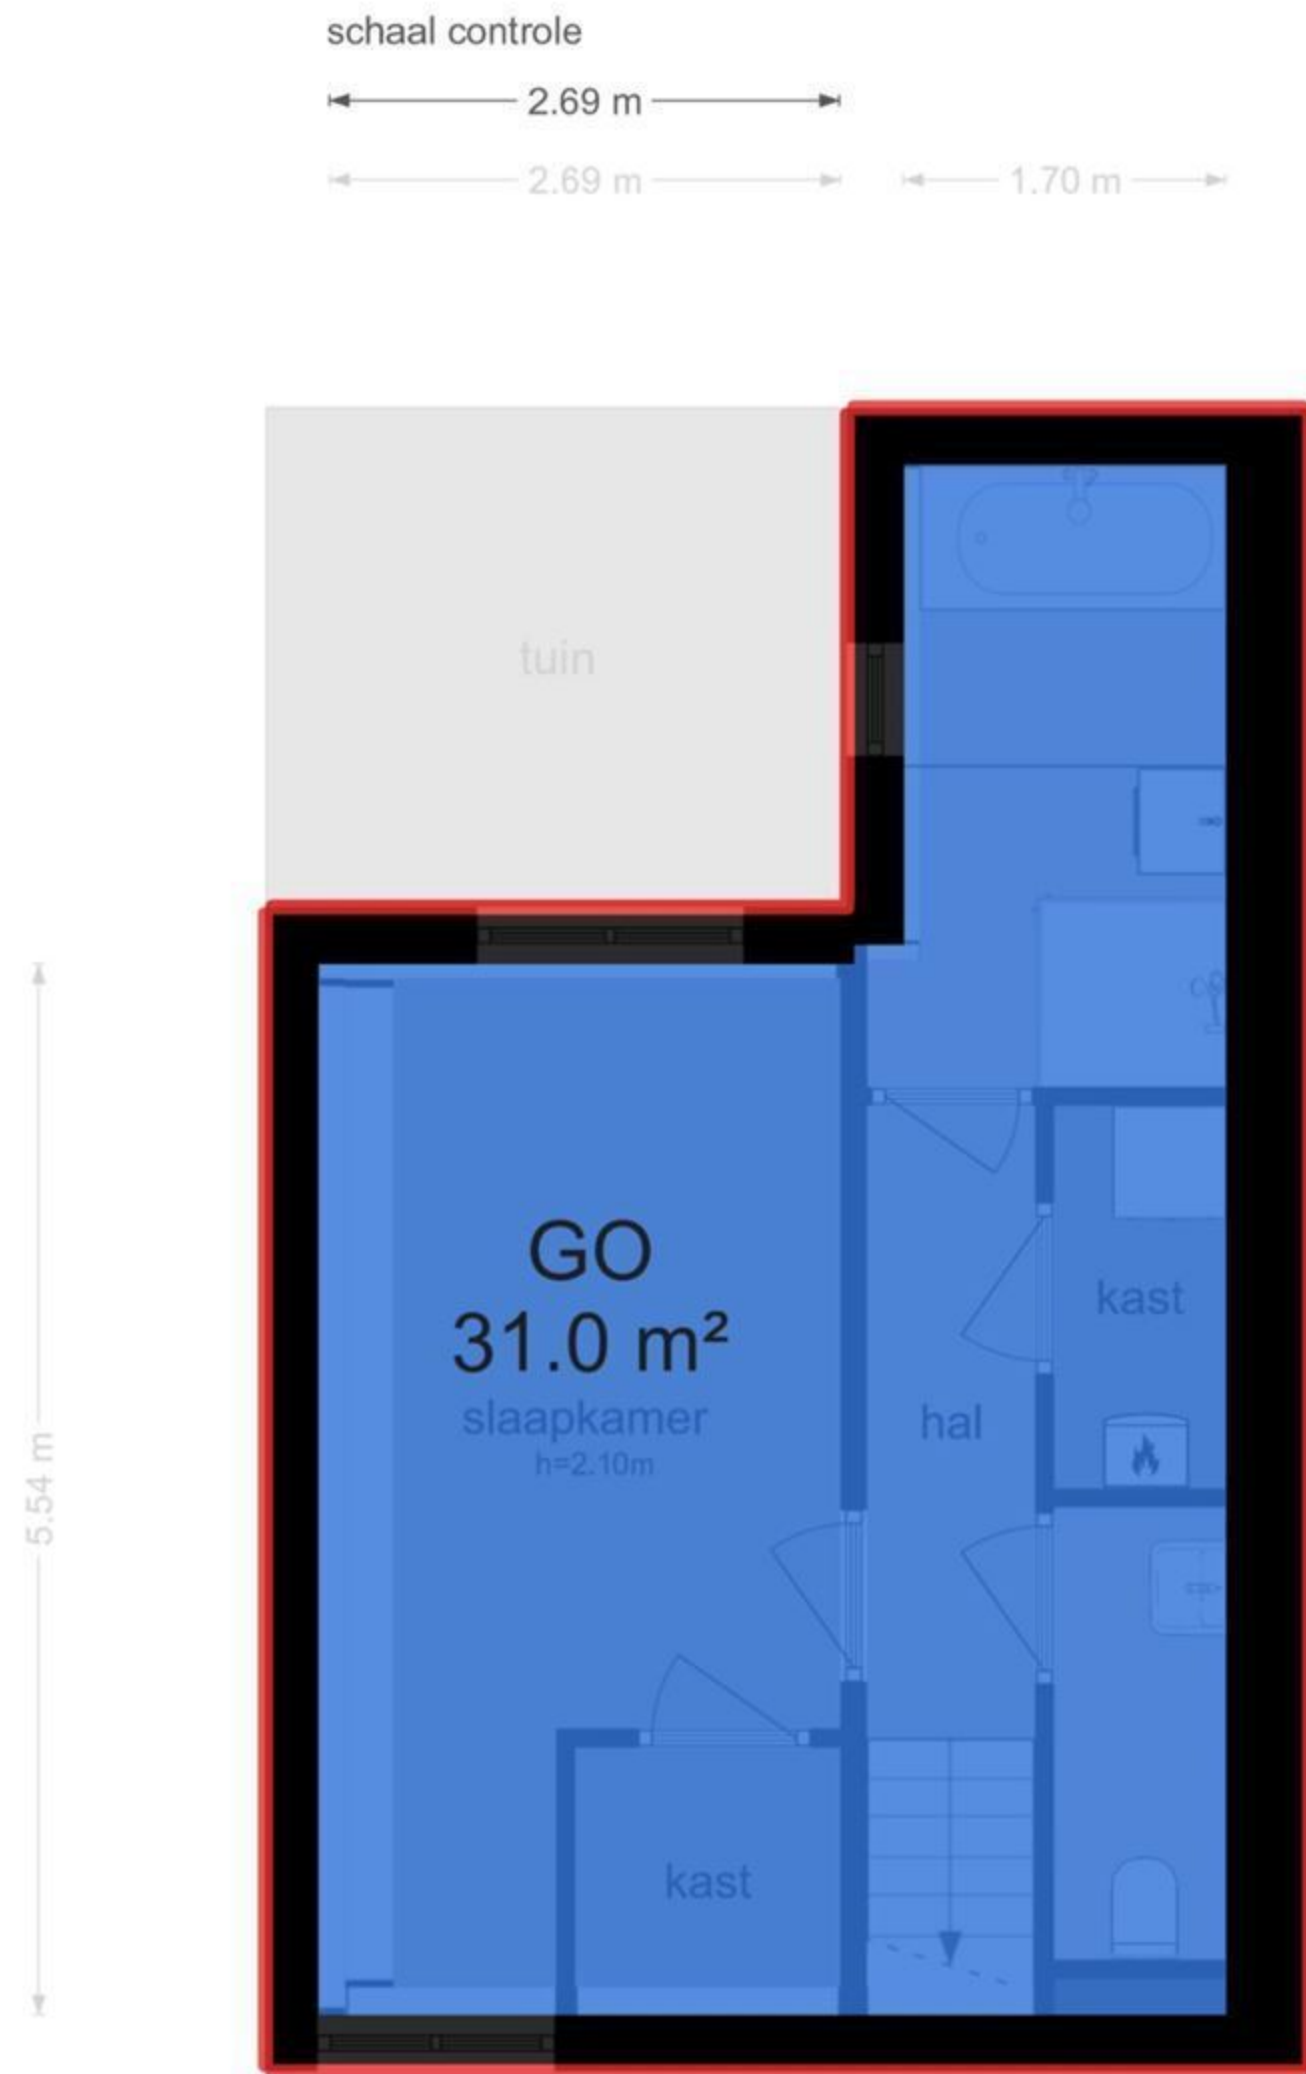 schaal controle
2.69 m
2.69 m
1.70 m
tuin
GO
31.0 m²
slaapkamer
h=2.10m
kast
hal
5.54 m
kast